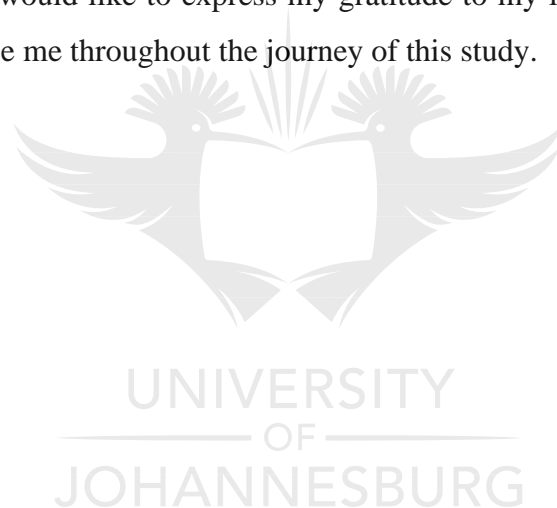 would like to express my gratitude to my
e me throughout the journey of this study.
UNIVERSITY
OF
JOHANNESBURG